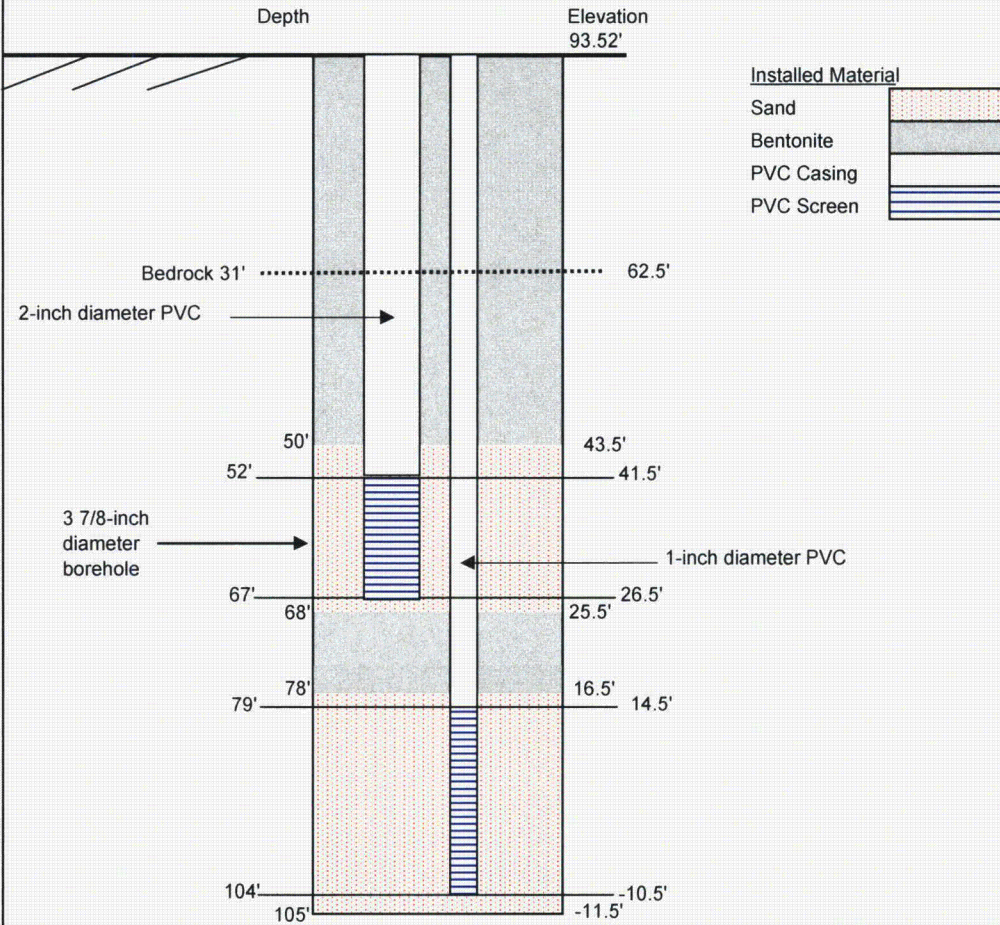 Depth
Elevation
93.52'
Installed Material
Sand
Bentonite
PVC Casing
PVC Screen
Bedrock 31'
62.5'
2-inch diameter PVC
50'
43.5'
52'
41.5'
3 7/8-inch
diameter
borehole
1-inch diameter PVC
67'
26.5'
68'
25.5'
78'
16.5'
79'
14.5'
104'
-10.5'
105'
-11.5'